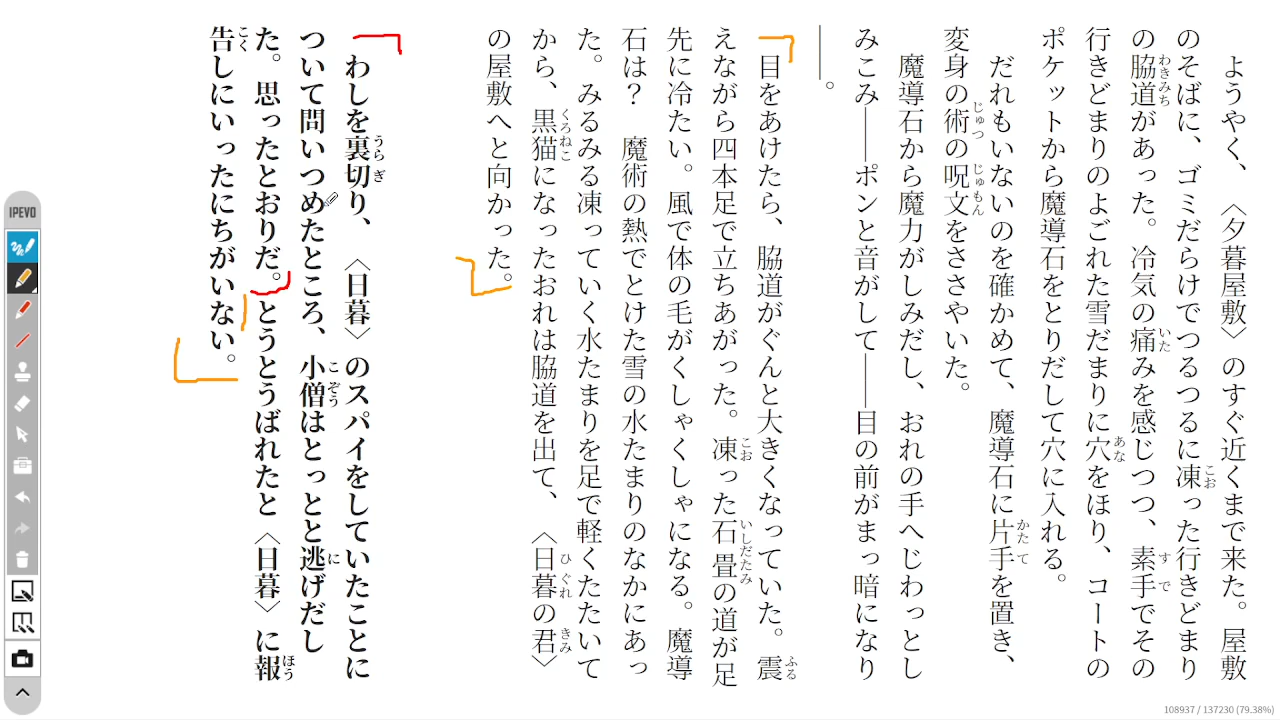 ようやく、〈夕暮屋敷〉のすぐ近くまで来た。屋敷
のそばに、ゴミだらけでつるつるに凍った行きどまり
の脇道があった。冷気の痛みを感じつつ、素手でその
行きどまりのよごれた雪だまりに穴をほり、コートの
ポケットから魔導石をとりだして穴に入れる。
だれもいないのを確かめて、魔導石に片手を置き、
変身の術の呪文をささやいた。
魔導石から魔力がしみだし、おれの手へじわっとし
みこみ――ポンと音がして――目の前がまっ暗になり
――。
目をあけたら、脇道がぐんと大きくなっていた。震
えながら四本足で立ちあがった。凍った石畳の道が足
先に冷たい。風で体の毛がくしゃくしゃになる。魔導
石は？　魔術の熱でとけた雪の水たまりのなかにあっ
た。みるみる凍っていく水たまりを足で軽くたたいて
から、黒猫になったおれは脇道を出て、〈日暮の君〉
の屋敷へと向かった。
わしを裏切り、〈日暮〉のスパイをしていたことに
ついて問いつめたところ、小僧はとっとと逃げだし
た。思ったとおりだ。とうとうばれたと〈日暮〉に報
告しにいったにちがいない。
IPEVO
108937 / 137230 (79.38%)